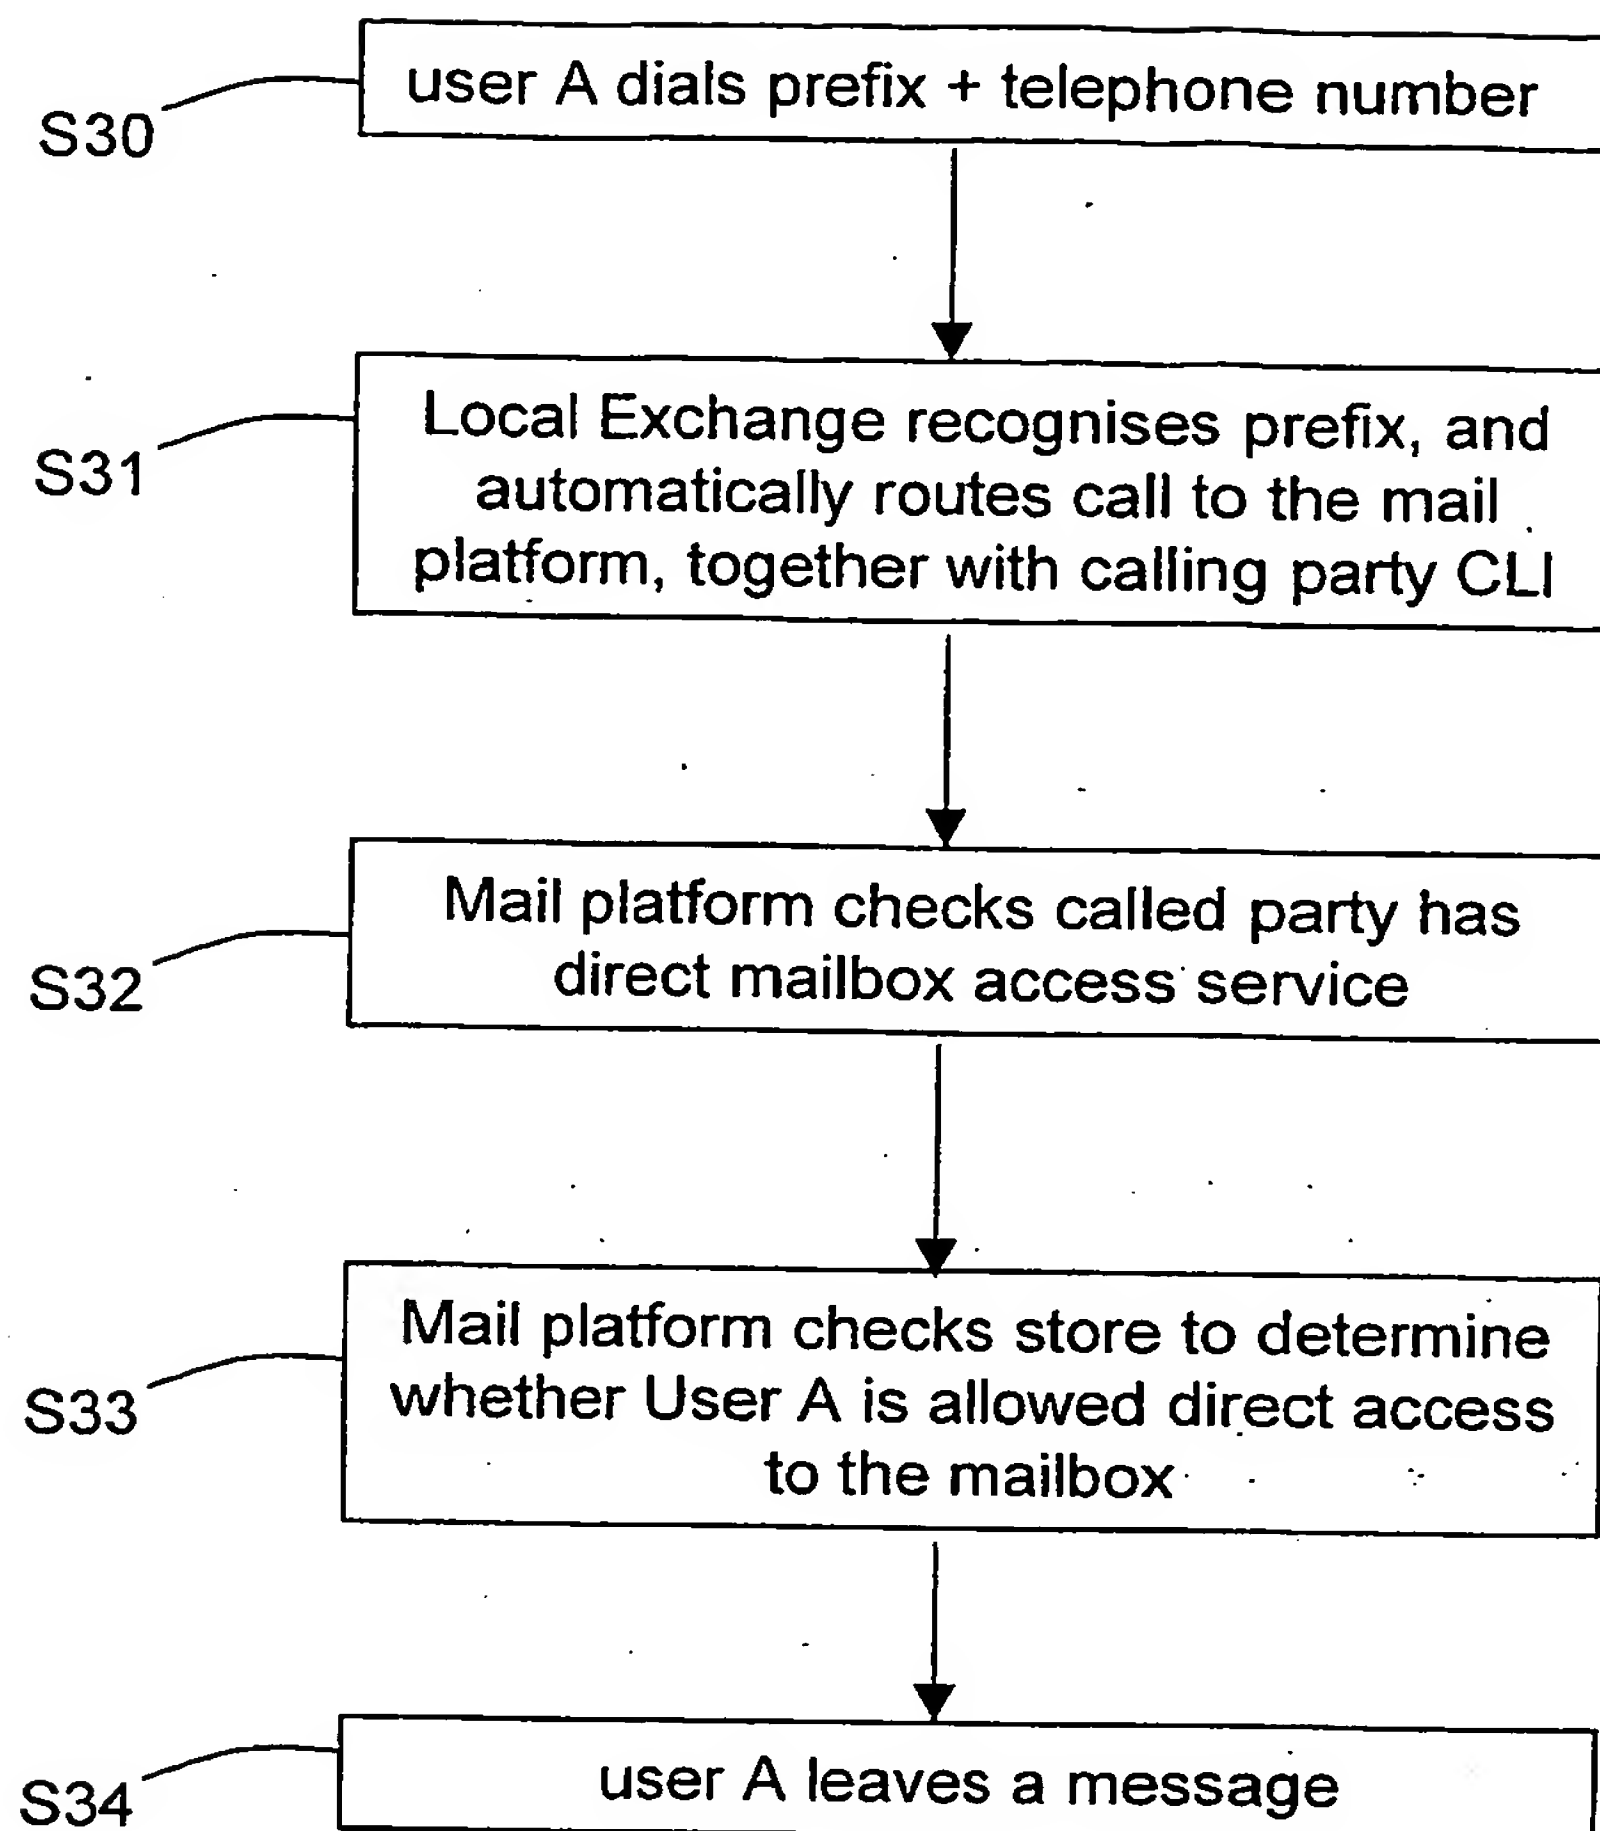 user A dials prefix + telephone number
S30
Local Exchange recognises prefix, and
automatically routes call to the mail
platform, together with calling party CLI
S31
Mail platform checks called party has
direct mailbox access service
S32
Mail platform checks store to determine
whether User A is allowed direct access
to the mailbox
S33
user A leaves a message
S34